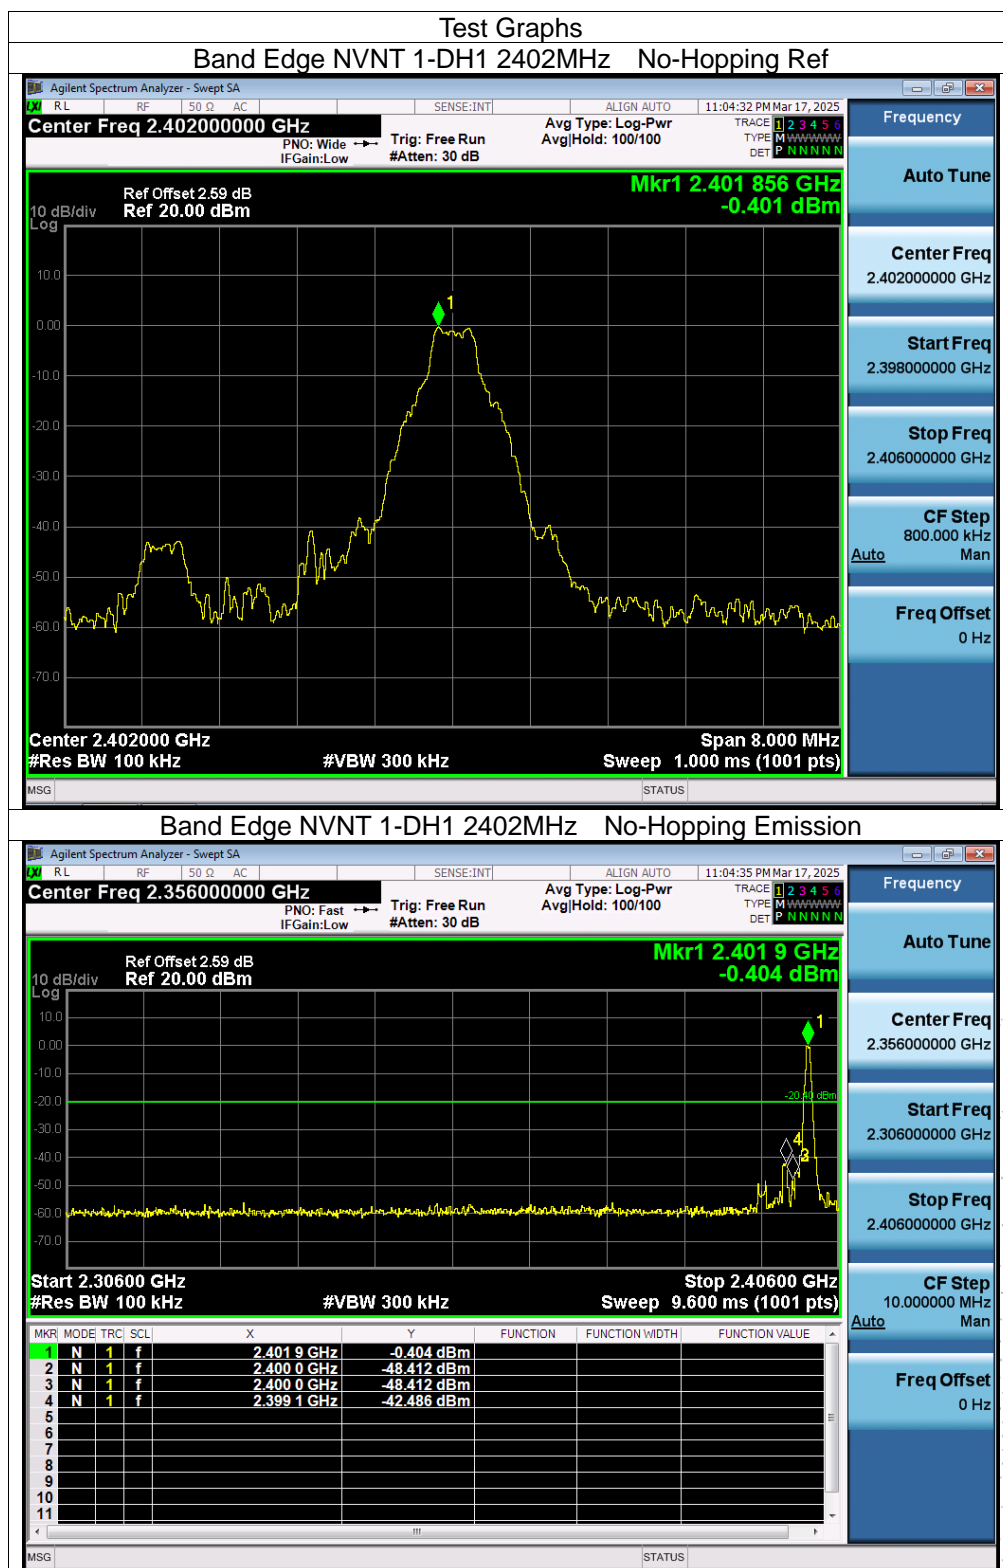 Test Graphs
Band Edge NVNT 1-DH1 2402MHz No-Hopping Ref
Agilent Spectrum Analyzer - Swept SA
LXI RL RF 50 Ω AC SENSE:INT ALIGN AUTO 11:04:32 PM Mar 17, 2025
Center Freq 2.402000000 GHz
PNO: Wide
IFGain:Low
Trig: Free Run
#Atten: 30 dB
Avg Type: Log-Pwr
Avg|Hold: 100/100
TRACE 1 2 3 4 5 6
TYPE M WWWWW
DET P N N N N N
Ref Offset 2.59 dB
10 dB/div Ref 20.00 dBm
Log
Mkr1 2.401 856 GHz
-0.401 dBm
1
10.0
0.00
-10.0
-20.0
-30.0
-40.0
-50.0
-60.0
-70.0
Center 2.402000 GHz Span 8.000 MHz
#Res BW 100 kHz #VBW 300 kHz Sweep 1.000 ms (1001 pts)
MSG STATUS
Frequency
Auto Tune
Center Freq
2.402000000 GHz
Start Freq
2.398000000 GHz
Stop Freq
2.406000000 GHz
CF Step
800.000 kHz
Auto Man
Freq Offset
0 Hz
Band Edge NVNT 1-DH1 2402MHz No-Hopping Emission
Agilent Spectrum Analyzer - Swept SA
LXI RL RF 50 Ω AC SENSE:INT ALIGN AUTO 11:04:35 PM Mar 17, 2025
Center Freq 2.356000000 GHz
PNO: Fast
IFGain:Low
Trig: Free Run
#Atten: 30 dB
Avg Type: Log-Pwr
Avg|Hold: 100/100
TRACE 1 2 3 4 5 6
TYPE M WWWWW
DET P N N N N N
Ref Offset 2.59 dB
10 dB/div Ref 20.00 dBm
Log
Mkr1 2.401 9 GHz
-0.404 dBm
1
10.0
0.00
-10.0
-20.0
-20.40 dBm
-30.0
4
-40.0
-50.0
-60.0
-70.0
Start 2.30600 GHz Stop 2.40600 GHz
#Res BW 100 kHz #VBW 300 kHz Sweep 9.600 ms (1001 pts)
MKR MODE TRC SCL X Y FUNCTION FUNCTION WIDTH FUNCTION VALUE
1 N 1 f 2.401 9 GHz -0.404 dBm
2 N 1 f 2.400 0 GHz -48.412 dBm
3 N 1 f 2.400 0 GHz -48.412 dBm
4 N 1 f 2.399 1 GHz -42.486 dBm
5
6
7
8
9
10
11
MSG STATUS
Frequency
Auto Tune
Center Freq
2.356000000 GHz
Start Freq
2.306000000 GHz
Stop Freq
2.406000000 GHz
CF Step
10.000000 MHz
Auto Man
Freq Offset
0 Hz